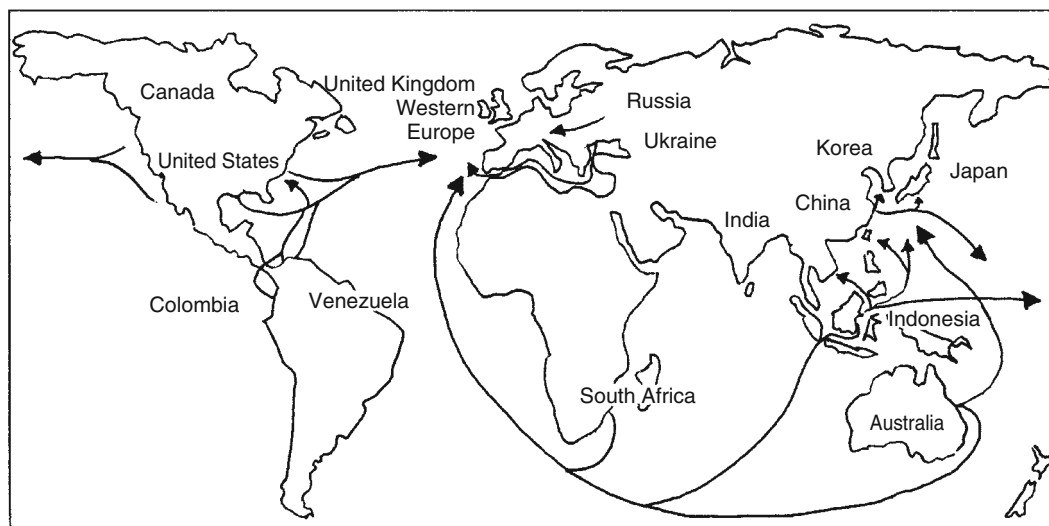 Canada
United States
Colombia
Venezuela
United Kingdom
Western
Europe
Russia
Ukraine
Korea
Japan
China
India
Indonesia
South Africa
Australia